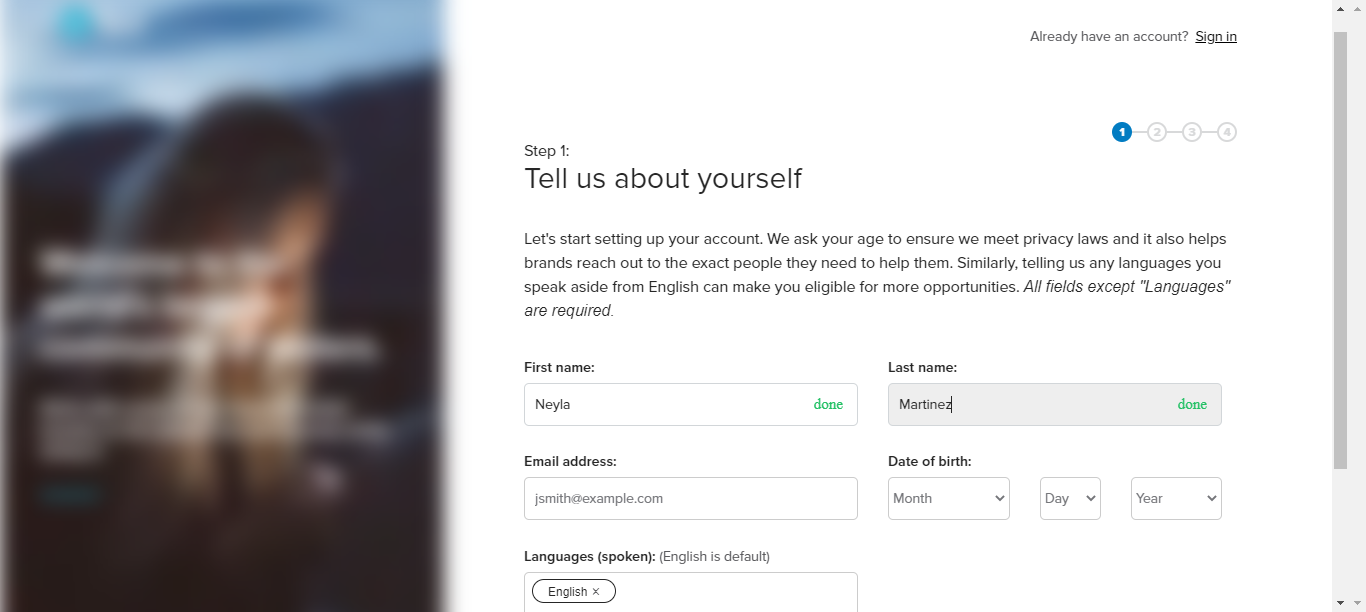 Already have an account? Sign in
1 2 3 4
Step 1:
Tell us about yourself
Let's start setting up your account. We ask your age to ensure we meet privacy laws and it also helps
brands reach out to the exact people they need to help them. Similarly, telling us any languages you
speak aside from English can make you eligible for more opportunities. All fields except "Languages"
are required.
First name:
Last name:
Neyla done
Martinez done
Email address:
Date of birth:
jsmith@example.com
Month Day Year
Languages (spoken): (English is default)
English ×